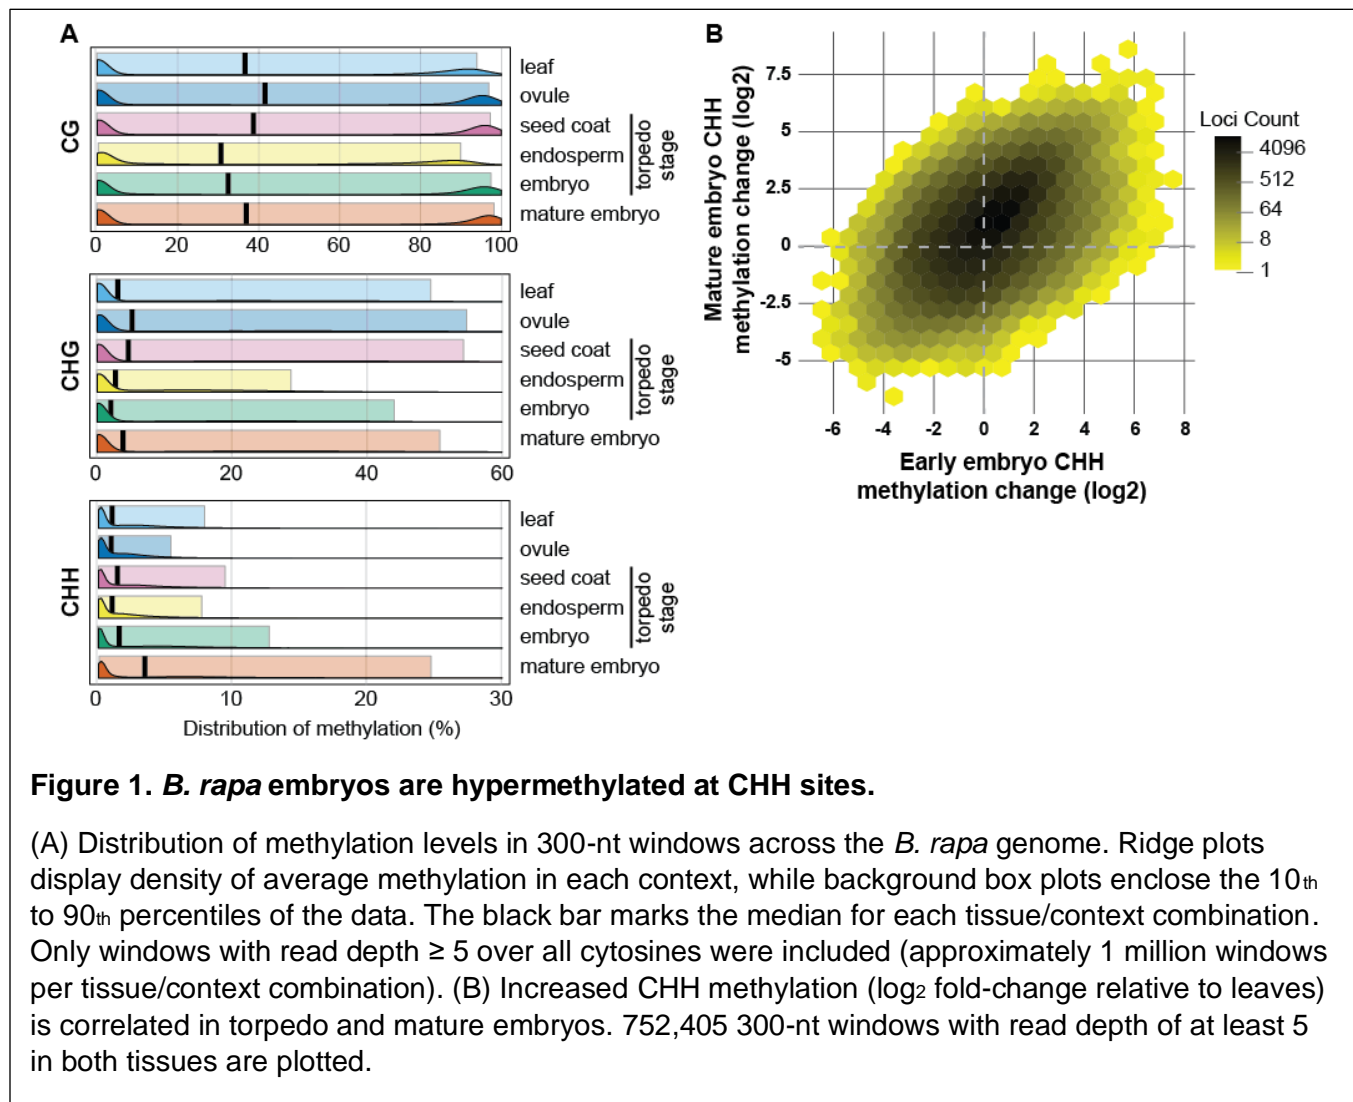 A
CG
leaf
ovule
seed coat
endosperm
embryo
mature embryo
torpedo
stage
0 20 40 60 80 100
CHG
leaf
ovule
seed coat
endosperm
embryo
mature embryo
torpedo
stage
0 20 40 60
CHH
leaf
ovule
seed coat
endosperm
embryo
mature embryo
torpedo
stage
0 10 20 30
Distribution of methylation (%)
B
Mature embryo CHH
methylation change (log2)
7.5
5
2.5
0
-2.5
-5
-6 -4 -2 0 2 4 6 8
Early embryo CHH
methylation change (log2)
Loci Count
4096
512
64
8
1
Figure 1. B. rapa embryos are hypermethylated at CHH sites.
(A) Distribution of methylation levels in 300-nt windows across the B. rapa genome. Ridge plots
display density of average methylation in each context, while background box plots enclose the 10th
to 90th percentiles of the data. The black bar marks the median for each tissue/context combination.
Only windows with read depth ≥ 5 over all cytosines were included (approximately 1 million windows
per tissue/context combination). (B) Increased CHH methylation (log2 fold-change relative to leaves)
is correlated in torpedo and mature embryos. 752,405 300-nt windows with read depth of at least 5
in both tissues are plotted.